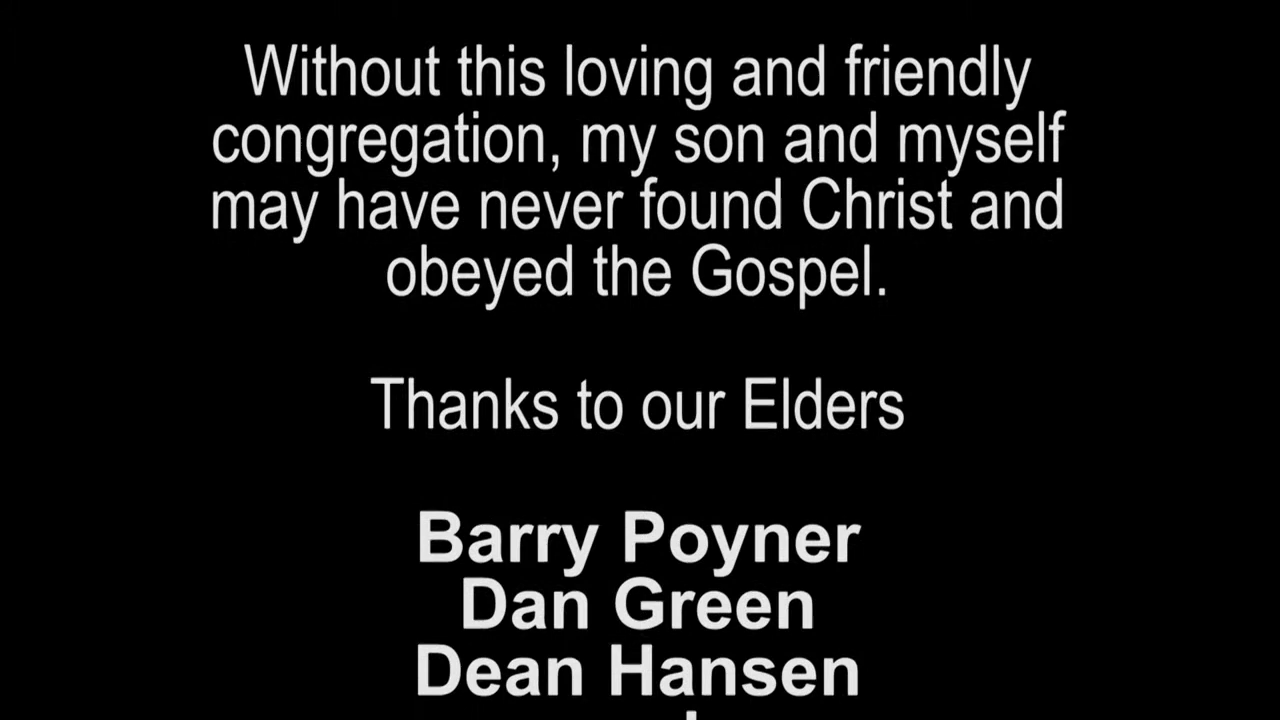 Without this loving and friendly
congregation, my son and myself
may have never found Christ and
obeyed the Gospel.
Thanks to our Elders
Barry Poyner
Dan Green
Dean Hansen